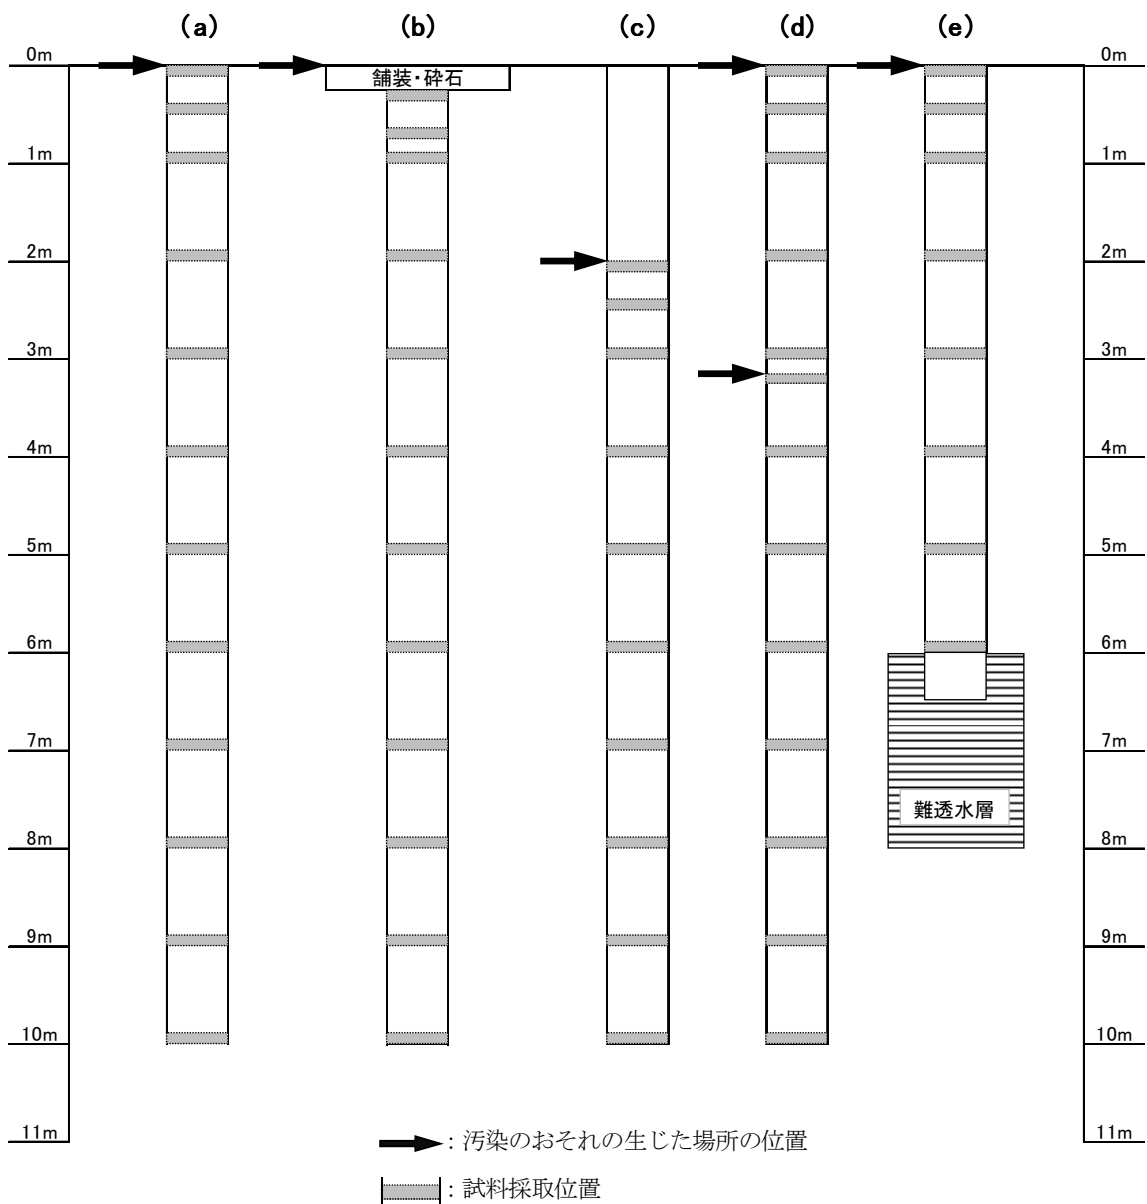 (a) (b) (c) (d) (e)
0m 0m
舗装・砕石
1m 1m
2m 2m
3m 3m
4m 4m
5m 5m
6m 6m
7m 7m
難透水層
8m 8m
9m 9m
10m 10m
11m 11m
：汚染のおそれの生じた場所の位置
：試料採取位置